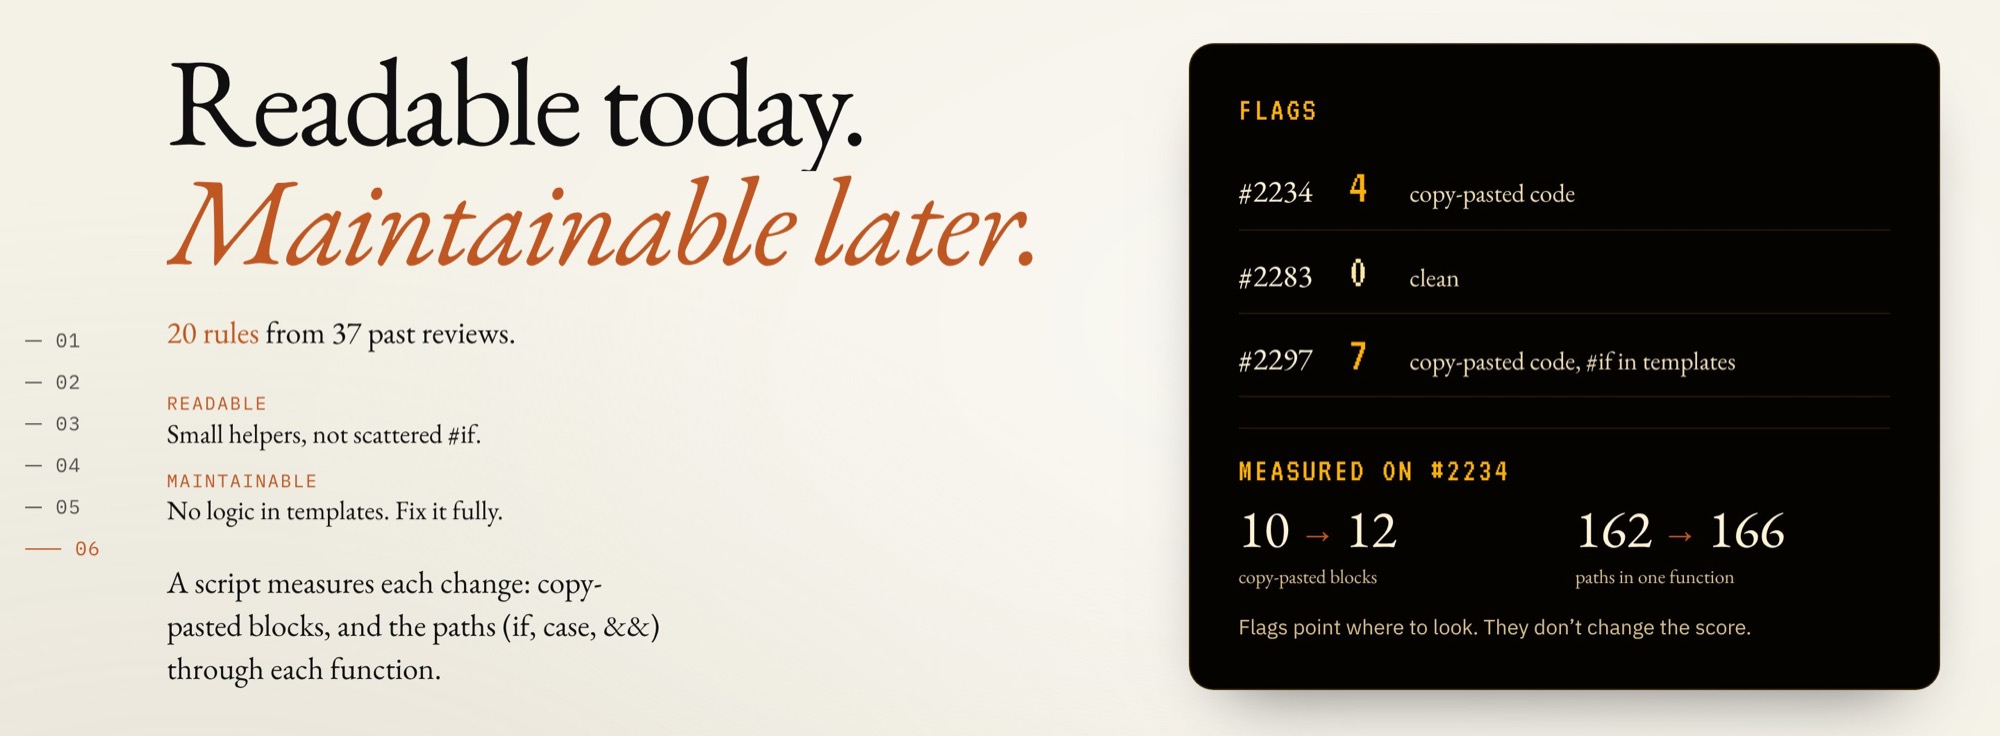 Readable today.
Maintainable later.
— 01
— 02
— 03
— 04
— 05
— 06
20 rules from 37 past reviews.
READABLE
Small helpers, not scattered #if.
MAINTAINABLE
No logic in templates. Fix it fully.
A script measures each change: copy-
pasted blocks, and the paths (if, case, &&)
through each function.
FLAGS
#2234 4 copy-pasted code
#2283 0 clean
#2297 7 copy-pasted code, #if in templates
MEASURED ON #2234
10 → 12
copy-pasted blocks
162 → 166
paths in one function
Flags point where to look. They don’t change the score.